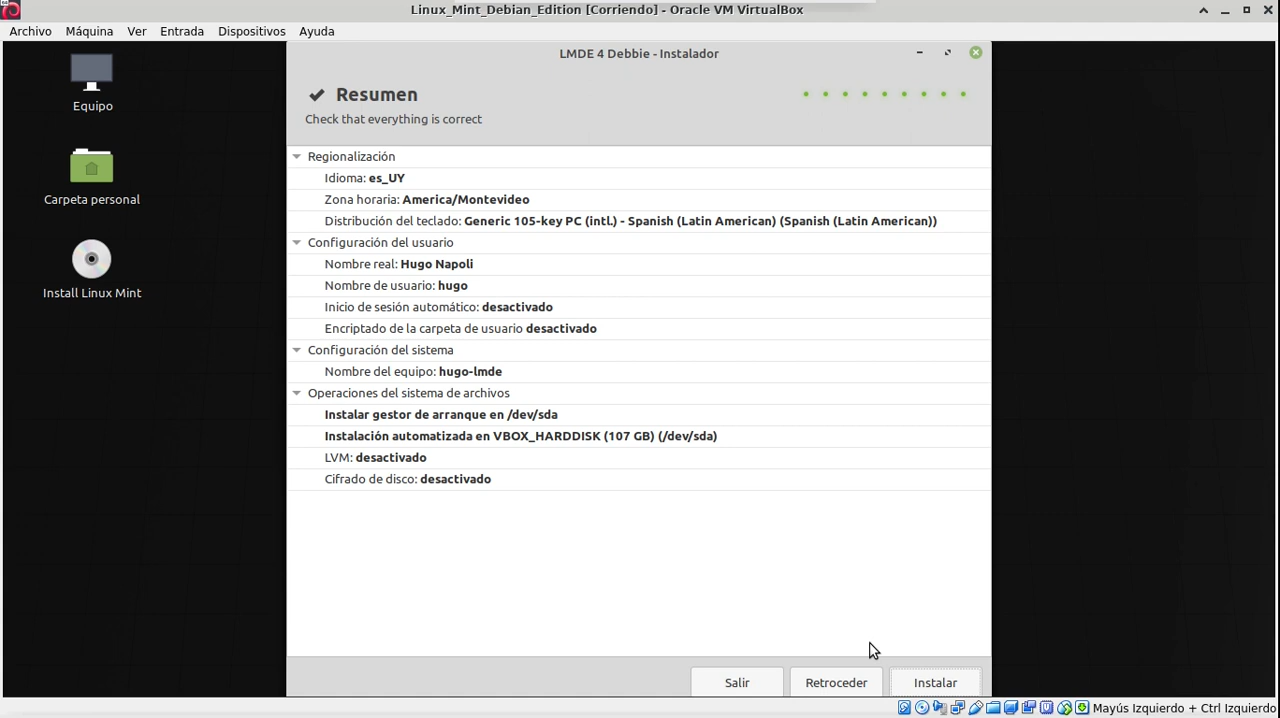 Linux_Mint_Debian_Edition [Corriendo] - Oracle VM VirtualBox
Archivo Máquina Ver Entrada Dispositivos Ayuda
Equipo
Carpeta personal
Install Linux Mint
LMDE 4 Debbie - Instalador
Resumen
Check that everything is correct
Regionalización
Idioma: es_UY
Zona horaria: America/Montevideo
Distribución del teclado: Generic 105-key PC (intl.) - Spanish (Latin American) (Spanish (Latin American))
Configuración del usuario
Nombre real: Hugo Napoli
Nombre de usuario: hugo
Inicio de sesión automático: desactivado
Encriptado de la carpeta de usuario desactivado
Configuración del sistema
Nombre del equipo: hugo-lmde
Operaciones del sistema de archivos
Instalar gestor de arranque en /dev/sda
Instalación automatizada en VBOX_HARDDISK (107 GB) (/dev/sda)
LVM: desactivado
Cifrado de disco: desactivado
Salir Retroceder Instalar
Mayús Izquierdo + Ctrl Izquierdo